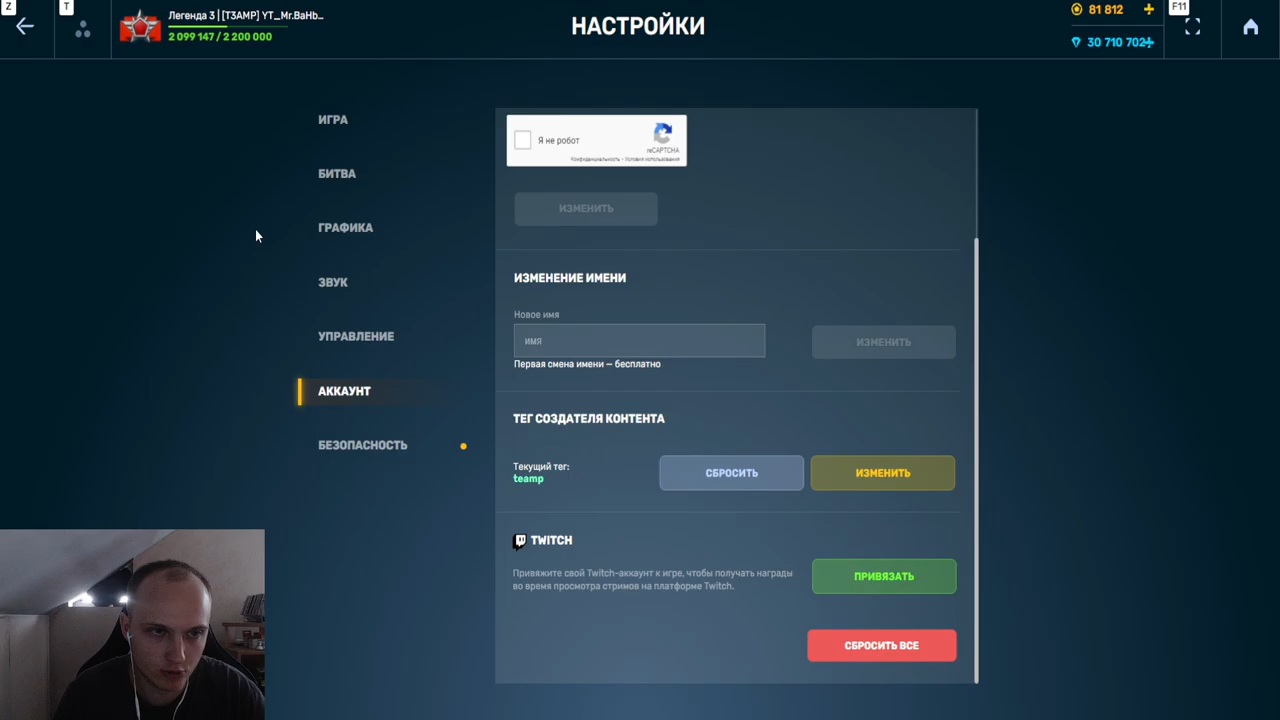 Z
T
Легенда 3 | [T3AMP] YT_Mr.BaHb...
2 099 147 / 2 200 000
НАСТРОЙКИ
81 812
30 710 702
F11
ИГРА
БИТВА
ГРАФИКА
ЗВУК
УПРАВЛЕНИЕ
АККАУНТ
БЕЗОПАСНОСТЬ
Я не робот
reCAPTCHA
Конфиденциальность - Условия использования
ИЗМЕНИТЬ
ИЗМЕНЕНИЕ ИМЕНИ
Новое имя
имя
ИЗМЕНИТЬ
Первая смена имени — бесплатно
ТЕГ СОЗДАТЕЛЯ КОНТЕНТА
Текущий тег:
teamp
СБРОСИТЬ
ИЗМЕНИТЬ
TWITCH
Привяжите свой Twitch-аккаунт к игре, чтобы получать награды
во время просмотра стримов на платформе Twitch.
ПРИВЯЗАТЬ
СБРОСИТЬ ВСЕ